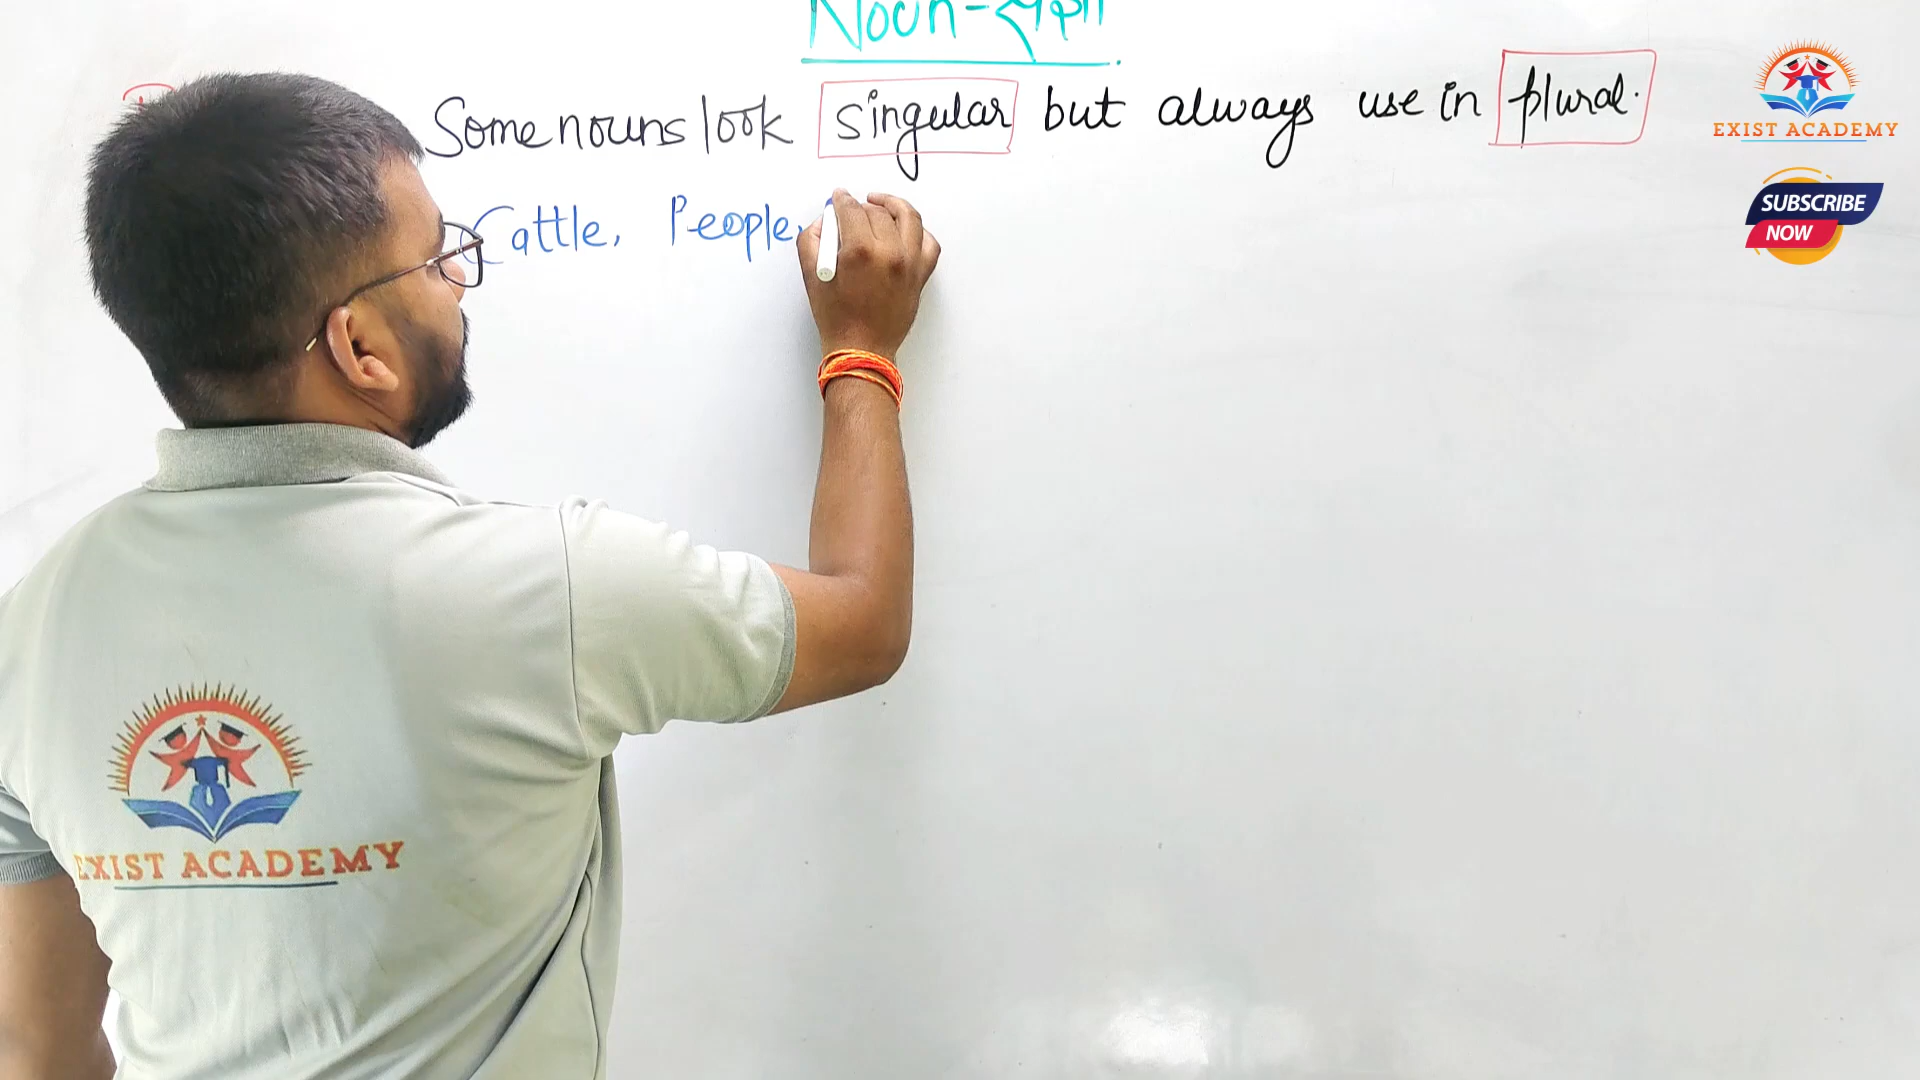 Noun-संज्ञा
Some nouns look singular but always use in plural.
Cattle, People,
EXIST ACADEMY
SUBSCRIBE
NOW
EXIST ACADEMY